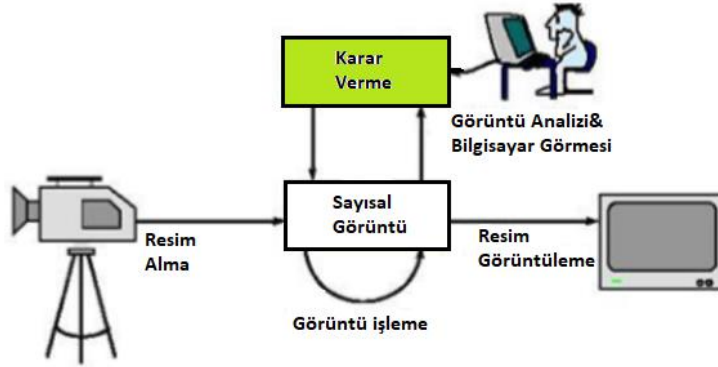 Karar
Verme
Görüntü Analizi&
Bilgisayar Görmesi
Sayısal
Görüntü
Resim
Alma
Resim
Görüntüleme
Görüntü işleme